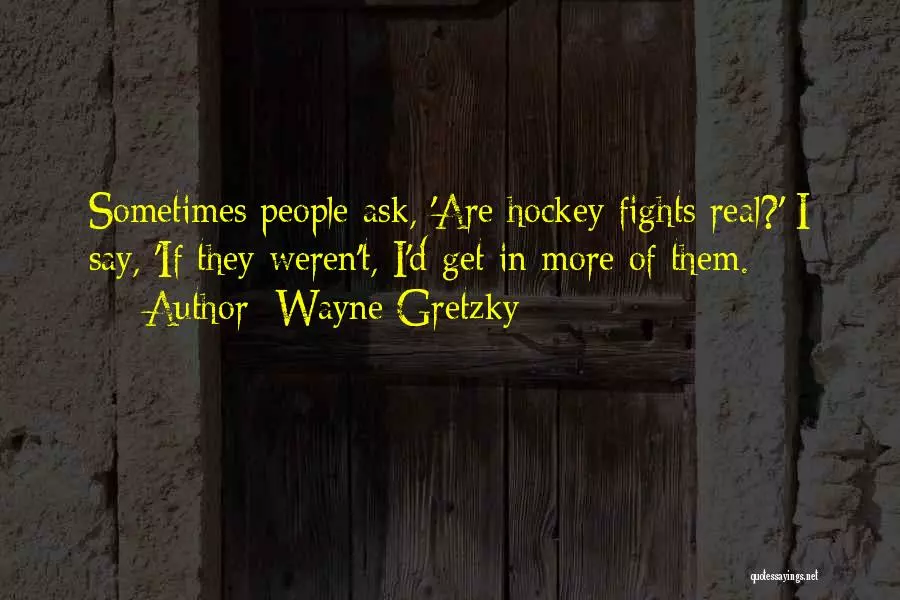 Sometimes people ask, 'Are hockey fights real?' I
say, 'If they weren't, I'd get in more of them.
Author: Wayne Gretzky
quotessayings.net